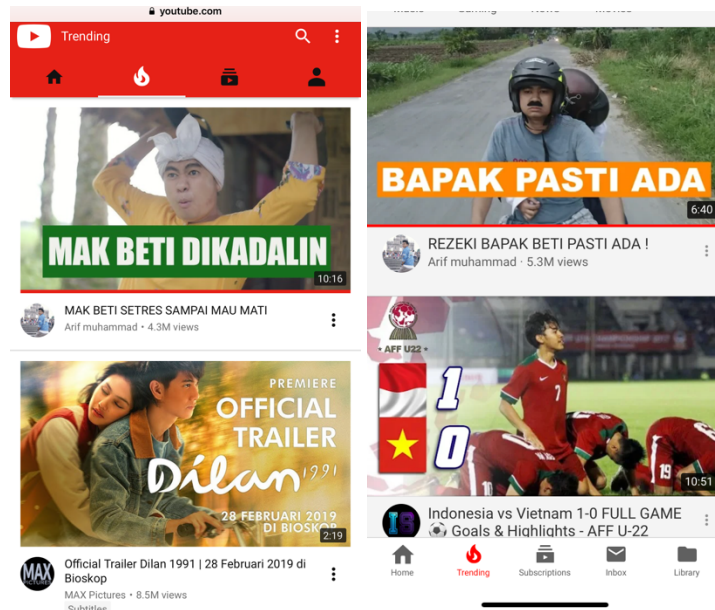 youtube.com
Trending
MAK BETI DIKADALIN
10:16
MAK BETI SETRES SAMPAI MAU MATI
Arif muhammad • 4.3M views
PREMIERE
OFFICIAL
TRAILER
Dilan 1991
28 FEBRUARI 2019
DI BIOSKOP
2:19
MAX
PICTURES
Official Trailer Dilan 1991 | 28 Februari 2019 di
Bioskop
MAX Pictures • 8.5M views
Subtitles
BAPAK PASTI ADA
6:40
REZEKI BAPAK BETI PASTI ADA !
Arif muhammad · 5.3M views
• AFF U22 •
1
0
7
19
10:51
Indonesia vs Vietnam 1-0 FULL GAME
⚽ Goals & Highlights - AFF U-22
Home
Trending
Subscriptions
Inbox
Library